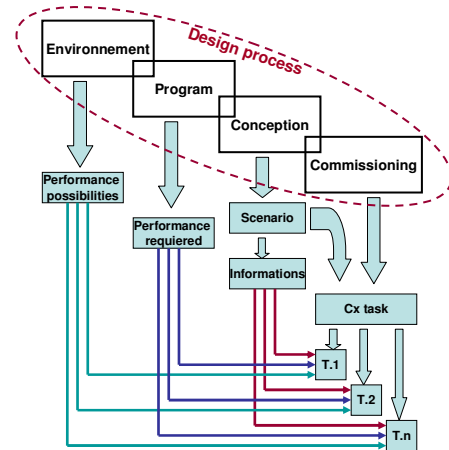 Design process
Environnement
Program
Conception
Commissioning
Performance
possibilities
Performance
requiered
Scenario
Informations
Cx task
T.1
T.2
T.n